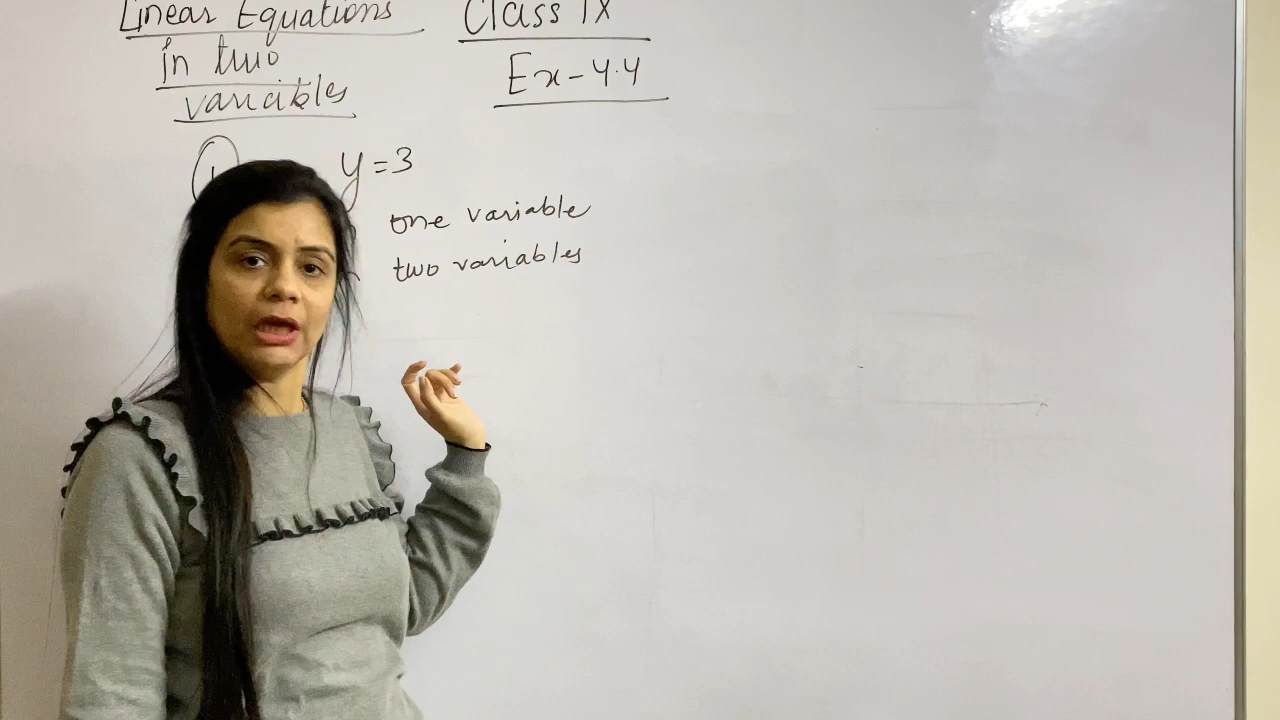 Linear Equations
in two
variables
Class IX
Ex-4.4
y=3
one variable
two variables